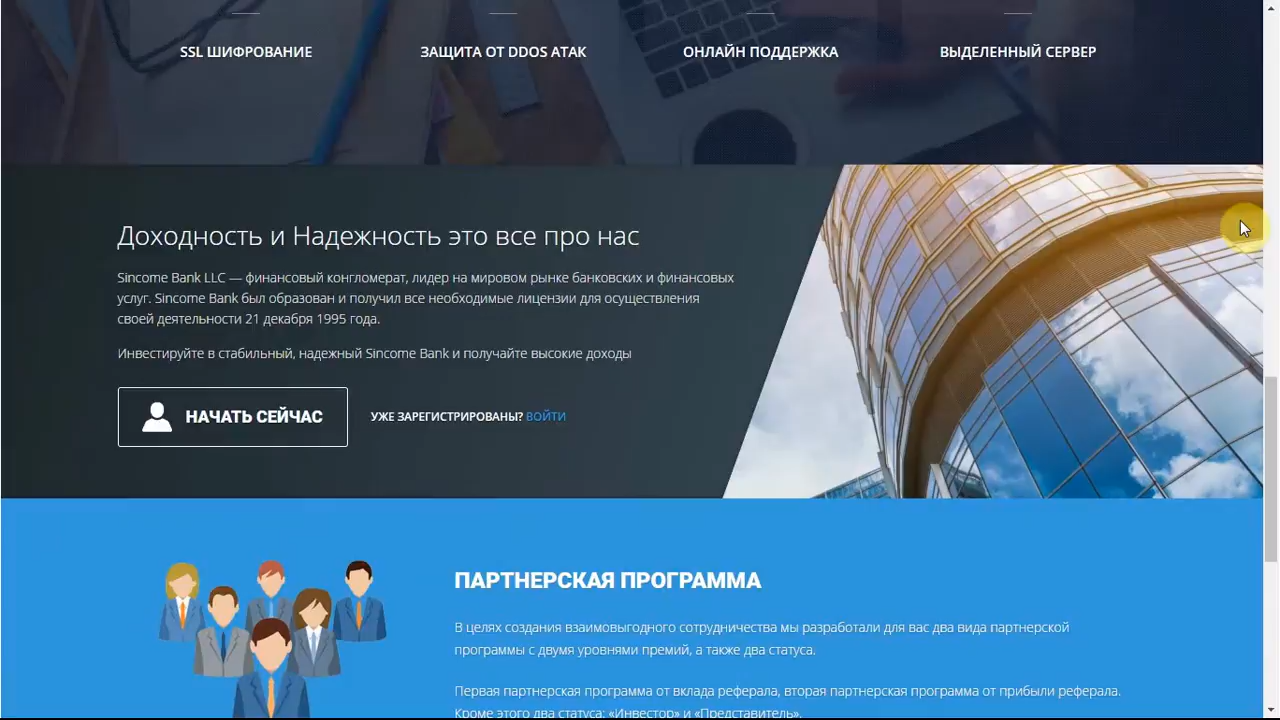 SSL ШИФРОВАНИЕ
ЗАЩИТА ОТ DDOS АТАК
ОНЛАЙН ПОДДЕРЖКА
ВЫДЕЛЕННЫЙ СЕРВЕР
Доходность и Надежность это все про нас
Sincome Bank LLC — финансовый конгломерат, лидер на мировом рынке банковских и финансовых
услуг. Sincome Bank был образован и получил все необходимые лицензии для осуществления
своей деятельности 21 декабря 1995 года.
Инвестируйте в стабильный, надежный Sincome Bank и получайте высокие доходы
НАЧАТЬ СЕЙЧАС
УЖЕ ЗАРЕГИСТРИРОВАНЫ? ВОЙТИ
ПАРТНЕРСКАЯ ПРОГРАММА
В целях создания взаимовыгодного сотрудничества мы разработали для вас два вида партнерской
программы с двумя уровнями премий, а также два статуса.
Первая партнерская программа от вклада реферала, вторая партнерская программа от прибыли реферала.
Кроме этого два статуса: «Инвестор» и «Представитель».